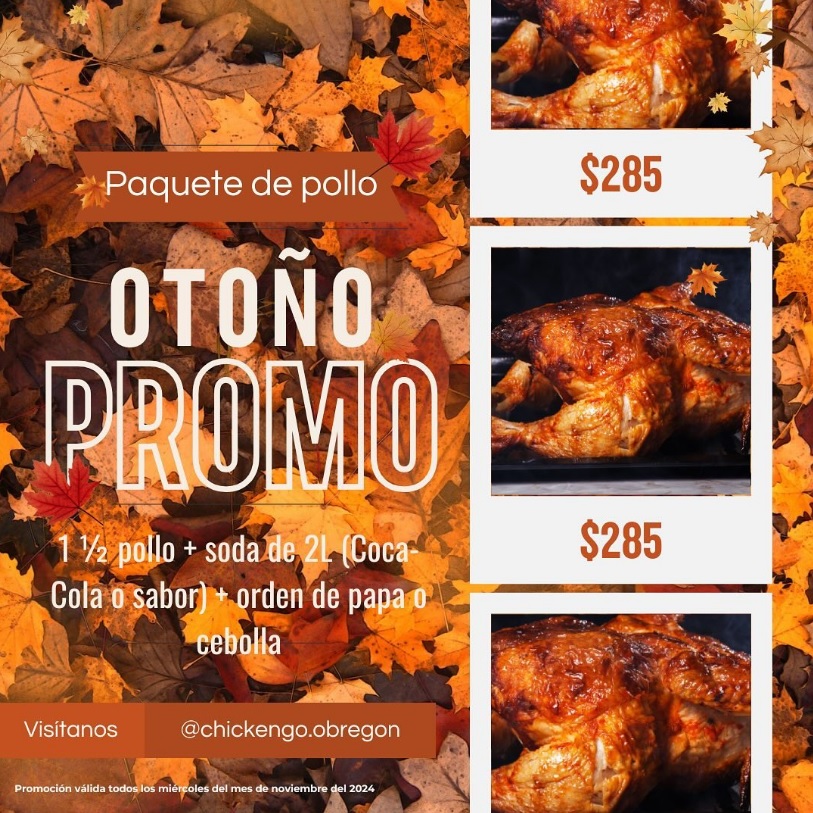 Paquete de pollo
OTOÑO
PROMO
1 ½ pollo + soda de 2L (Coca-
Cola o sabor) + orden de papa o
cebolla
Visítanos
@chickengo.obregon
Promoción válida todos los miércoles del mes de noviembre del 2024
$285
$285